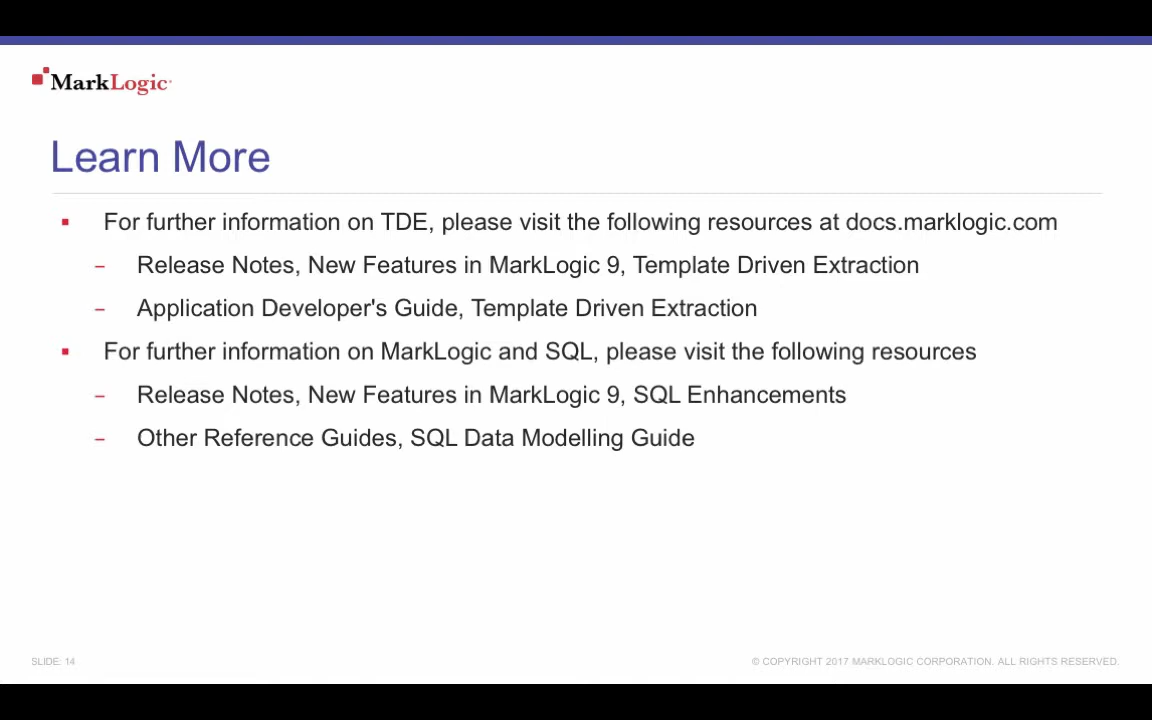 MarkLogic
Learn More
▪ For further information on TDE, please visit the following resources at docs.marklogic.com
– Release Notes, New Features in MarkLogic 9, Template Driven Extraction
– Application Developer's Guide, Template Driven Extraction
▪ For further information on MarkLogic and SQL, please visit the following resources
– Release Notes, New Features in MarkLogic 9, SQL Enhancements
– Other Reference Guides, SQL Data Modelling Guide
SLIDE: 14
© COPYRIGHT 2017 MARKLOGIC CORPORATION. ALL RIGHTS RESERVED.